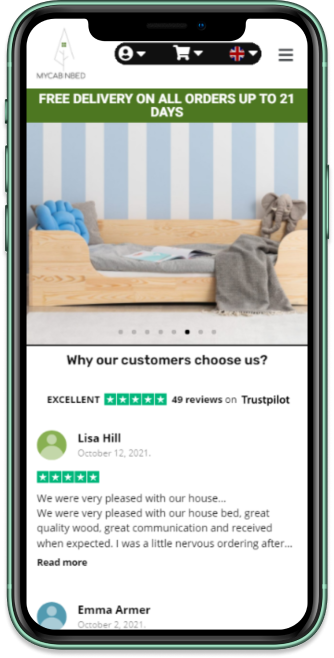 MYCABINBED
FREE DELIVERY ON ALL ORDERS UP TO 21
DAYS
Why our customers choose us?
EXCELLENT 49 reviews on Trustpilot
Lisa Hill
October 12, 2021.
We were very pleased with our house...
We were very pleased with our house bed, great
quality wood, great communication and received
when expected. I was a little nervous ordering after...
Read more
Emma Armer
October 2, 2021.